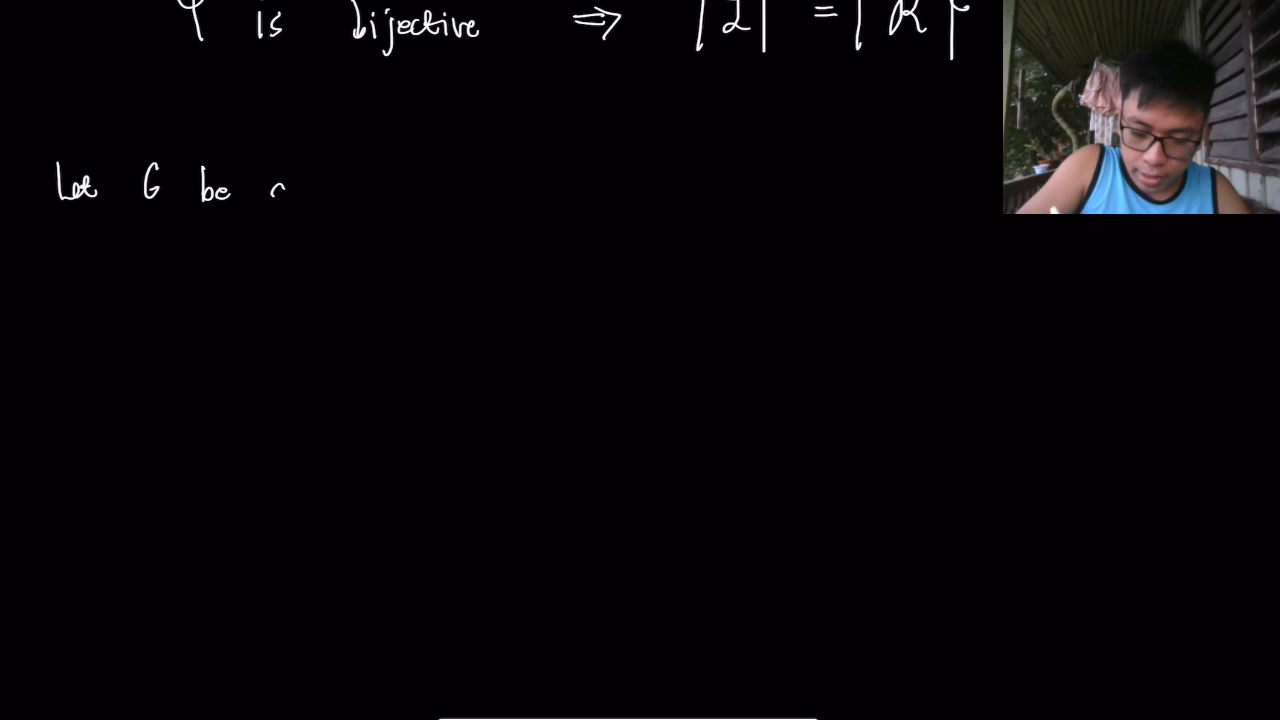 φ is bijective ⇒ |L| = |R|
Let G be a